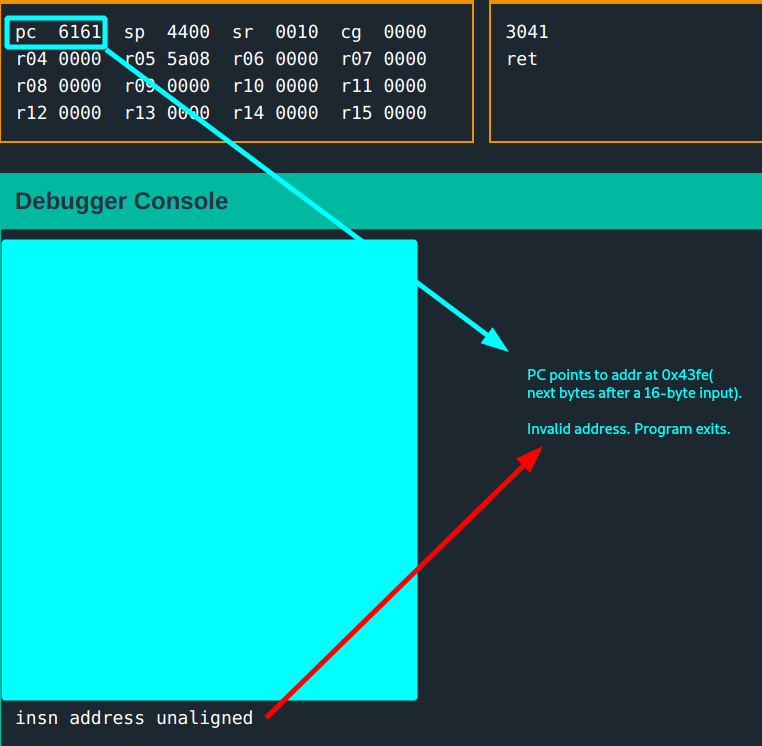 pc 6161 sp 4400 sr 0010 cg 0000
r04 0000 r05 5a08 r06 0000 r07 0000
r08 0000 r09 0000 r10 0000 r11 0000
r12 0000 r13 0000 r14 0000 r15 0000
3041
ret
Debugger Console
PC points to addr at 0x43fe(
next bytes after a 16-byte input).
Invalid address. Program exits.
insn address unaligned